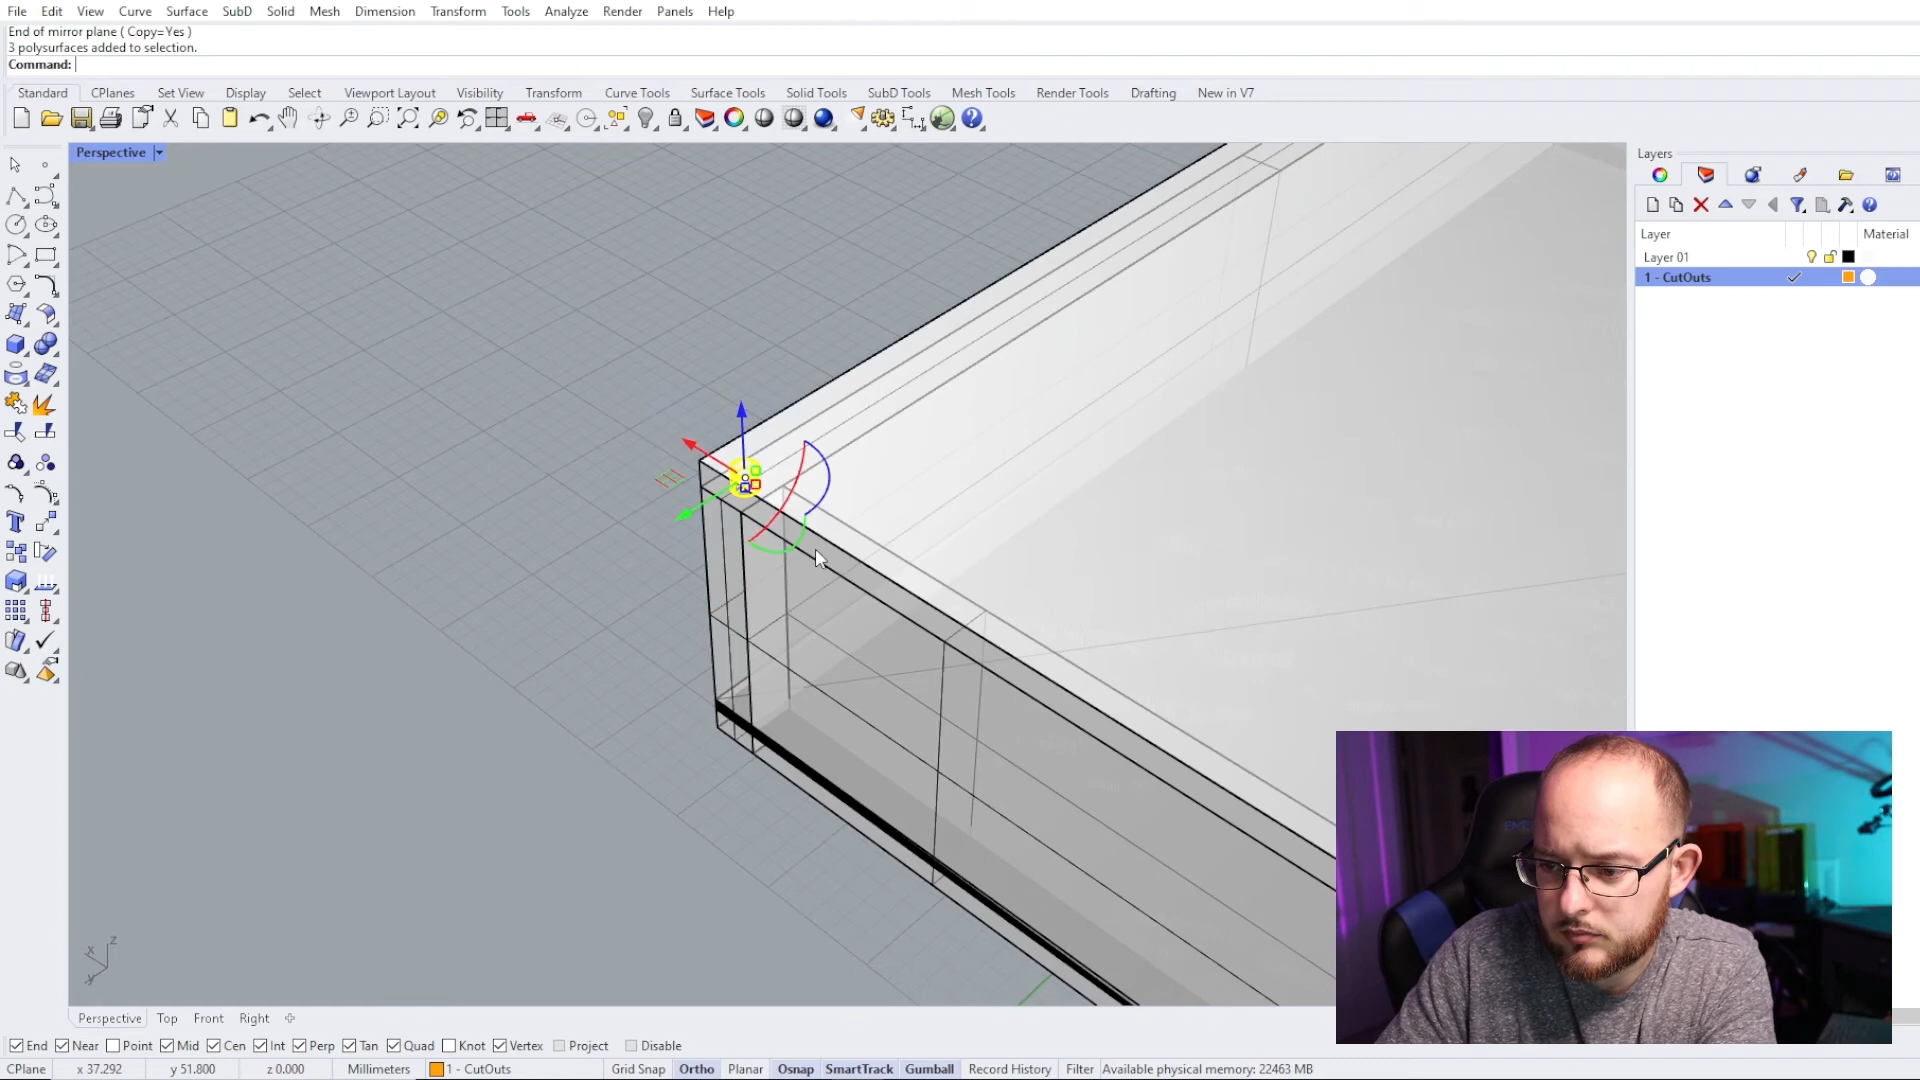 File Edit View Curve Surface SubD Solid Mesh Dimension Transform Tools Analyze Render Panels Help
End of mirror plane ( Copy=Yes )
3 polysurfaces added to selection.
Command:
Standard CPlanes Set View Display Select Viewport Layout Visibility Transform Curve Tools Surface Tools Solid Tools SubD Tools Mesh Tools Render Tools Drafting New in V7
Perspective
Layers
Layer Material
Layer 01
1 - CutOuts
z
x
y
Perspective Top Front Right
End Near Point Mid Cen Int Perp Tan Quad Knot Vertex Project Disable
CPlane x 37.292 y 51.800 z 0.000 Millimeters 1 - CutOuts Grid Snap Ortho Planar Osnap SmartTrack Gumball Record History Filter Available physical memory: 22463 MB